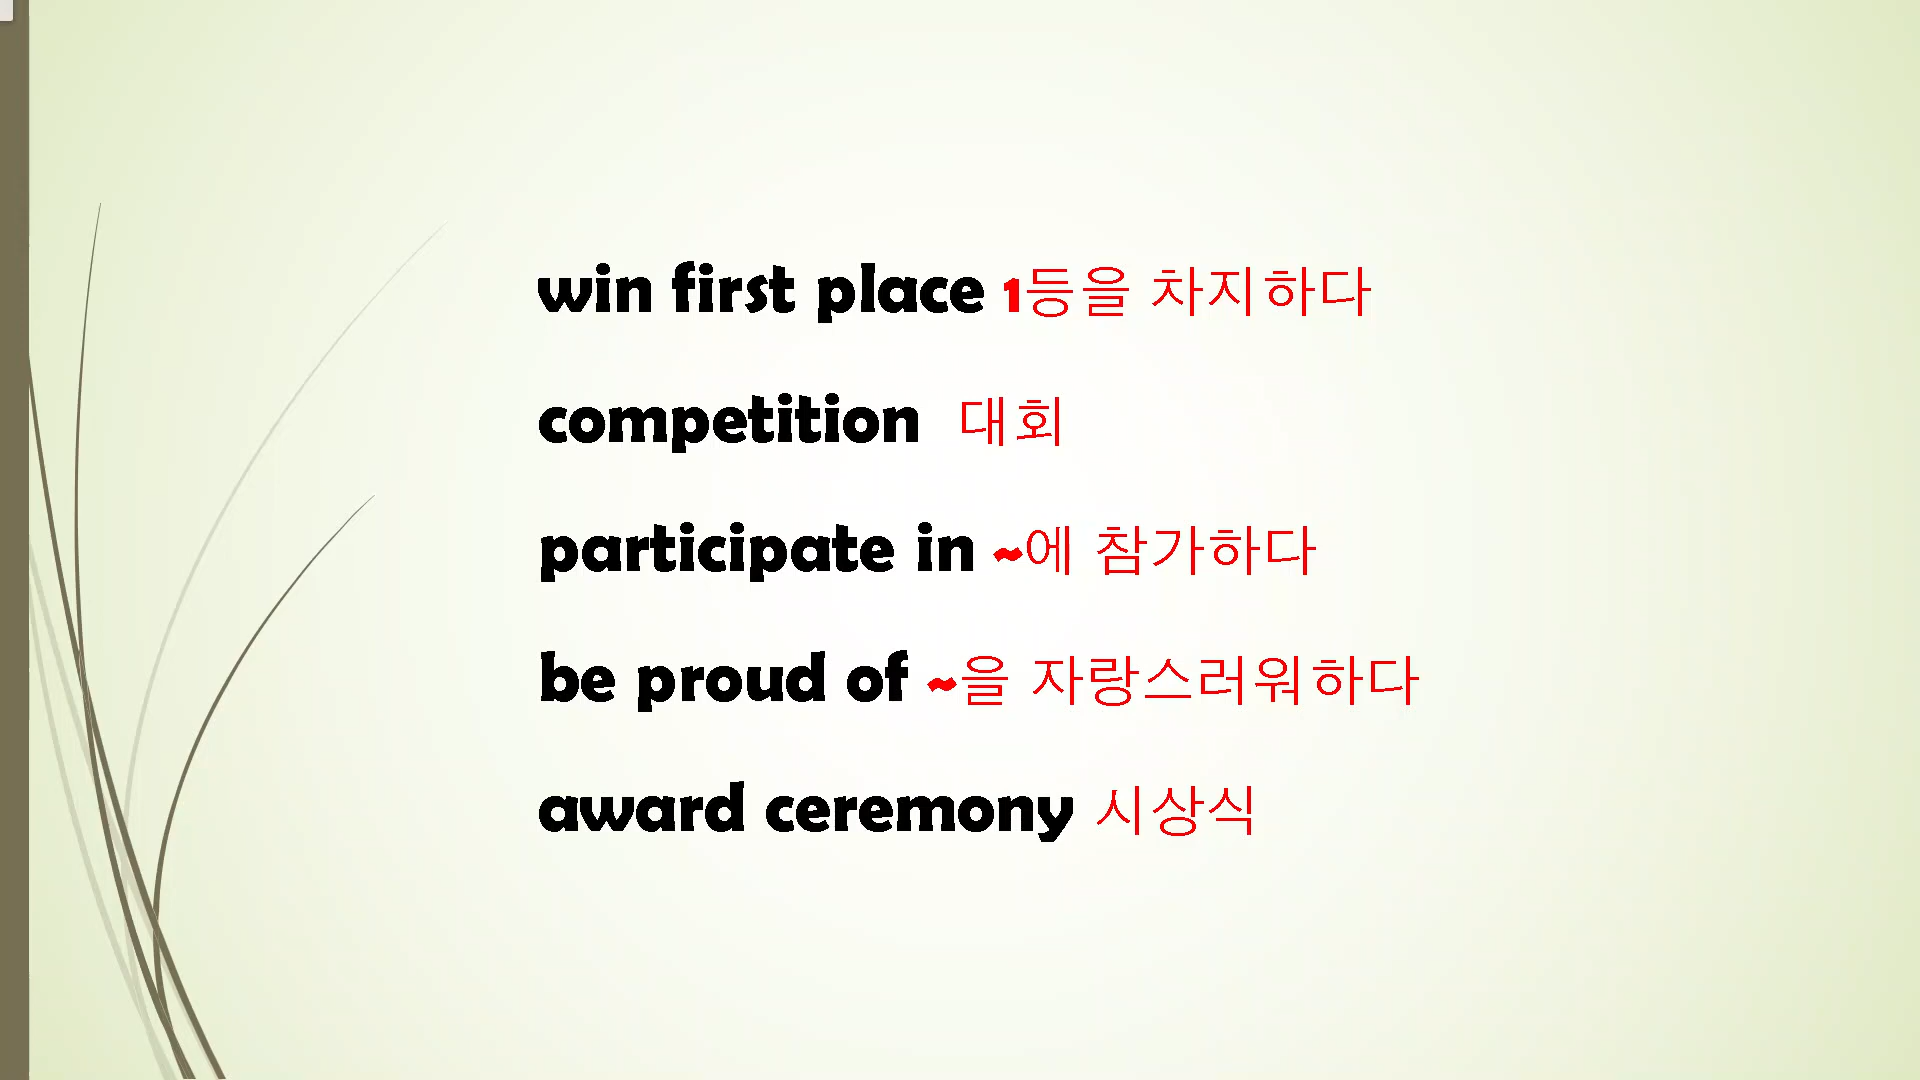 win first place 1등을 차지하다
competition 대회
participate in ~에 참가하다
be proud of ~을 자랑스러워하다
award ceremony 시상식